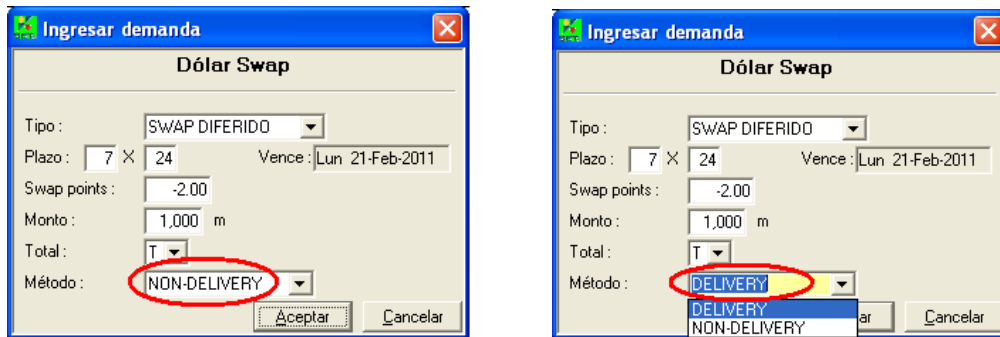 Ingresar demanda
Dólar Swap
Tipo : SWAP DIFERIDO
Plazo : 7 X 24 Vence : Lun 21-Feb-2011
Swap points : -2.00
Monto : 1,000 m
Total : T
Método : NON-DELIVERY
Aceptar Cancelar
Ingresar demanda
Dólar Swap
Tipo : SWAP DIFERIDO
Plazo : 7 X 24 Vence : Lun 21-Feb-2011
Swap points : -2.00
Monto : 1,000 m
Total : T
Método : DELIVERY
DELIVERY
NON-DELIVERY
ar Cancelar